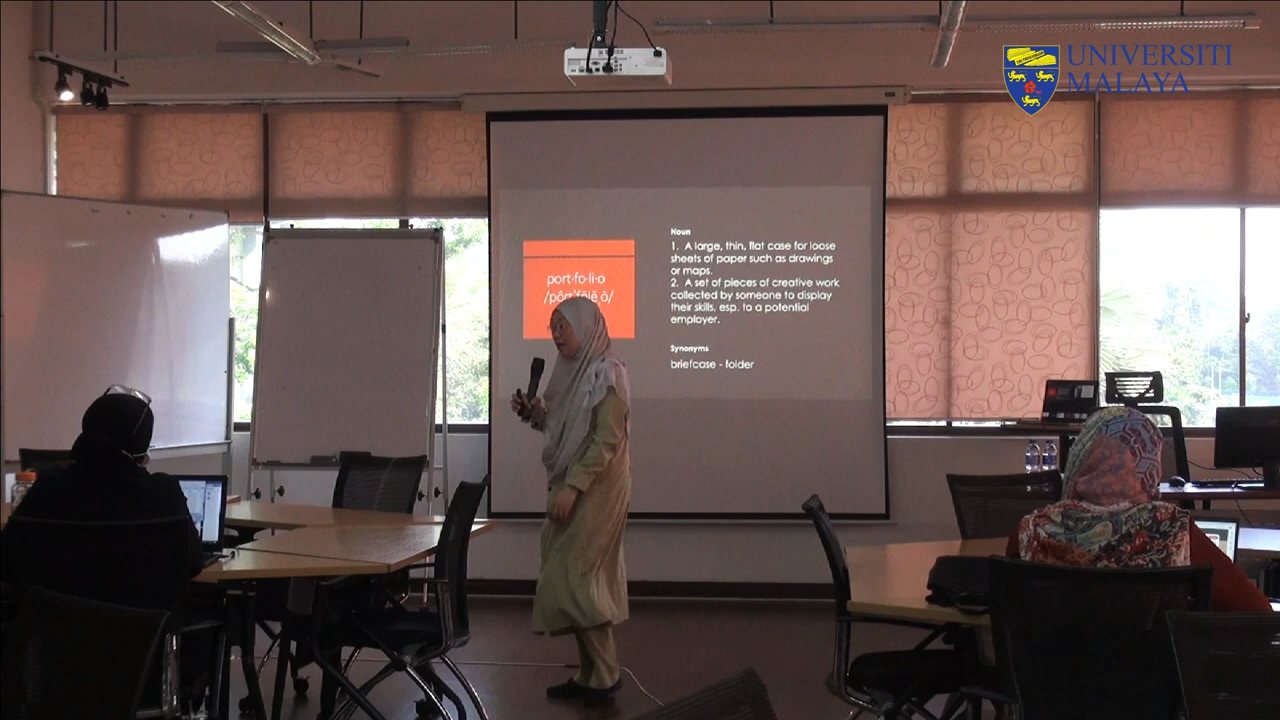 UNIVERSITI
MALAYA
port·fo·li·o
Noun
1. A large, thin, flat case for loose
sheets of paper such as drawings
or maps.
2. A set of pieces of creative work
collected by someone to display
their skills, esp. to a potential
employer.
Synonyms
briefcase - folder